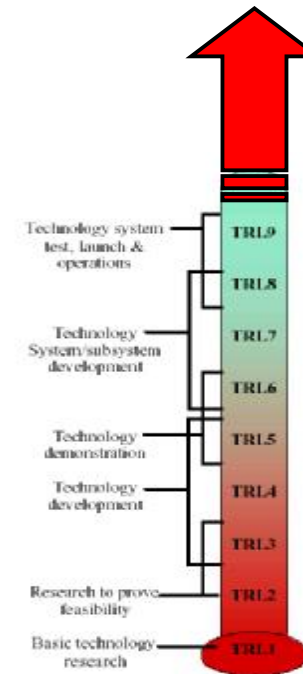 Technology system
test, launch &
operations
TRL9
TRL8
Technology
System/subsystem
development
TRL7
TRL6
Technology
demonstration
TRL5
Technology
development
TRL4
TRL3
Research to prove
feasibility
TRL2
Basic technology
research
TRL1